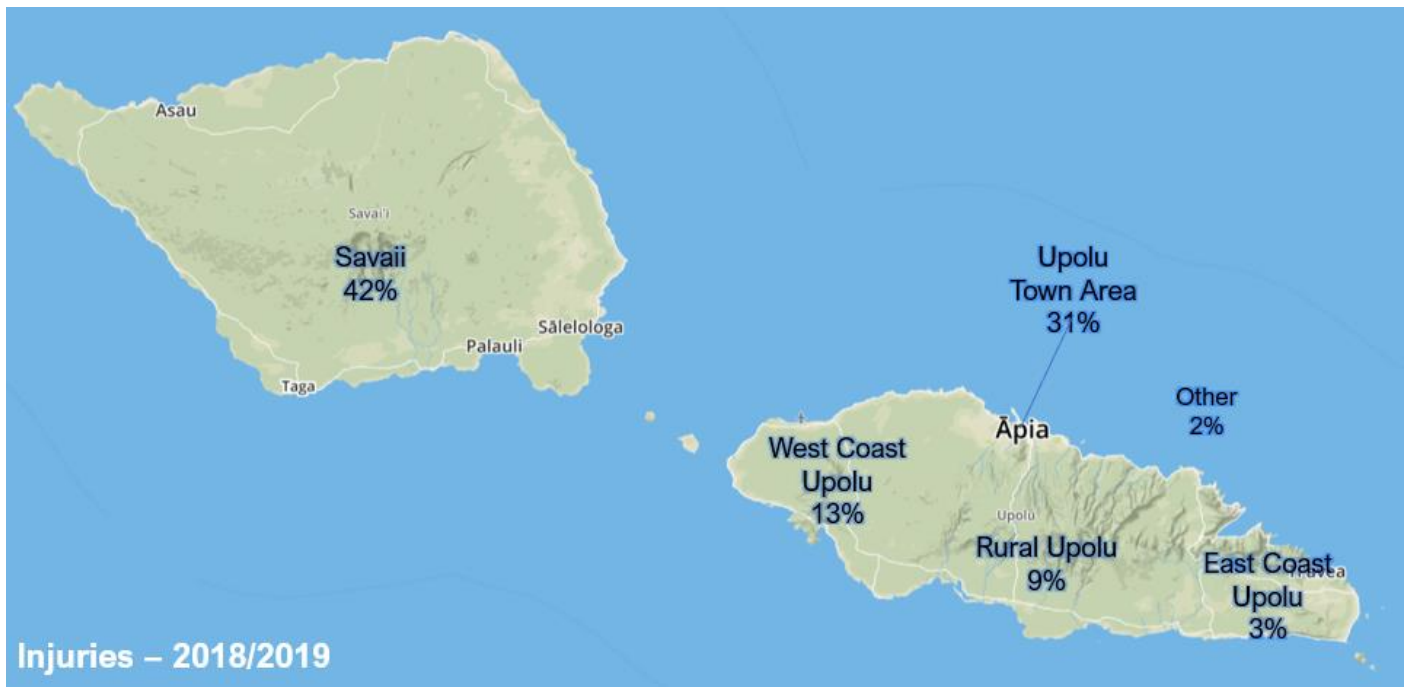 Asau
Savai'i
Savaii
42%
Sālelologa
Palauli
Taga
Upolu
Town Area
31%
Other
2%
Āpia
West Coast
Upolu
13%
Upolu
Rural Upolu
9%
East Coast
Upolu
3%
Injuries – 2018/2019